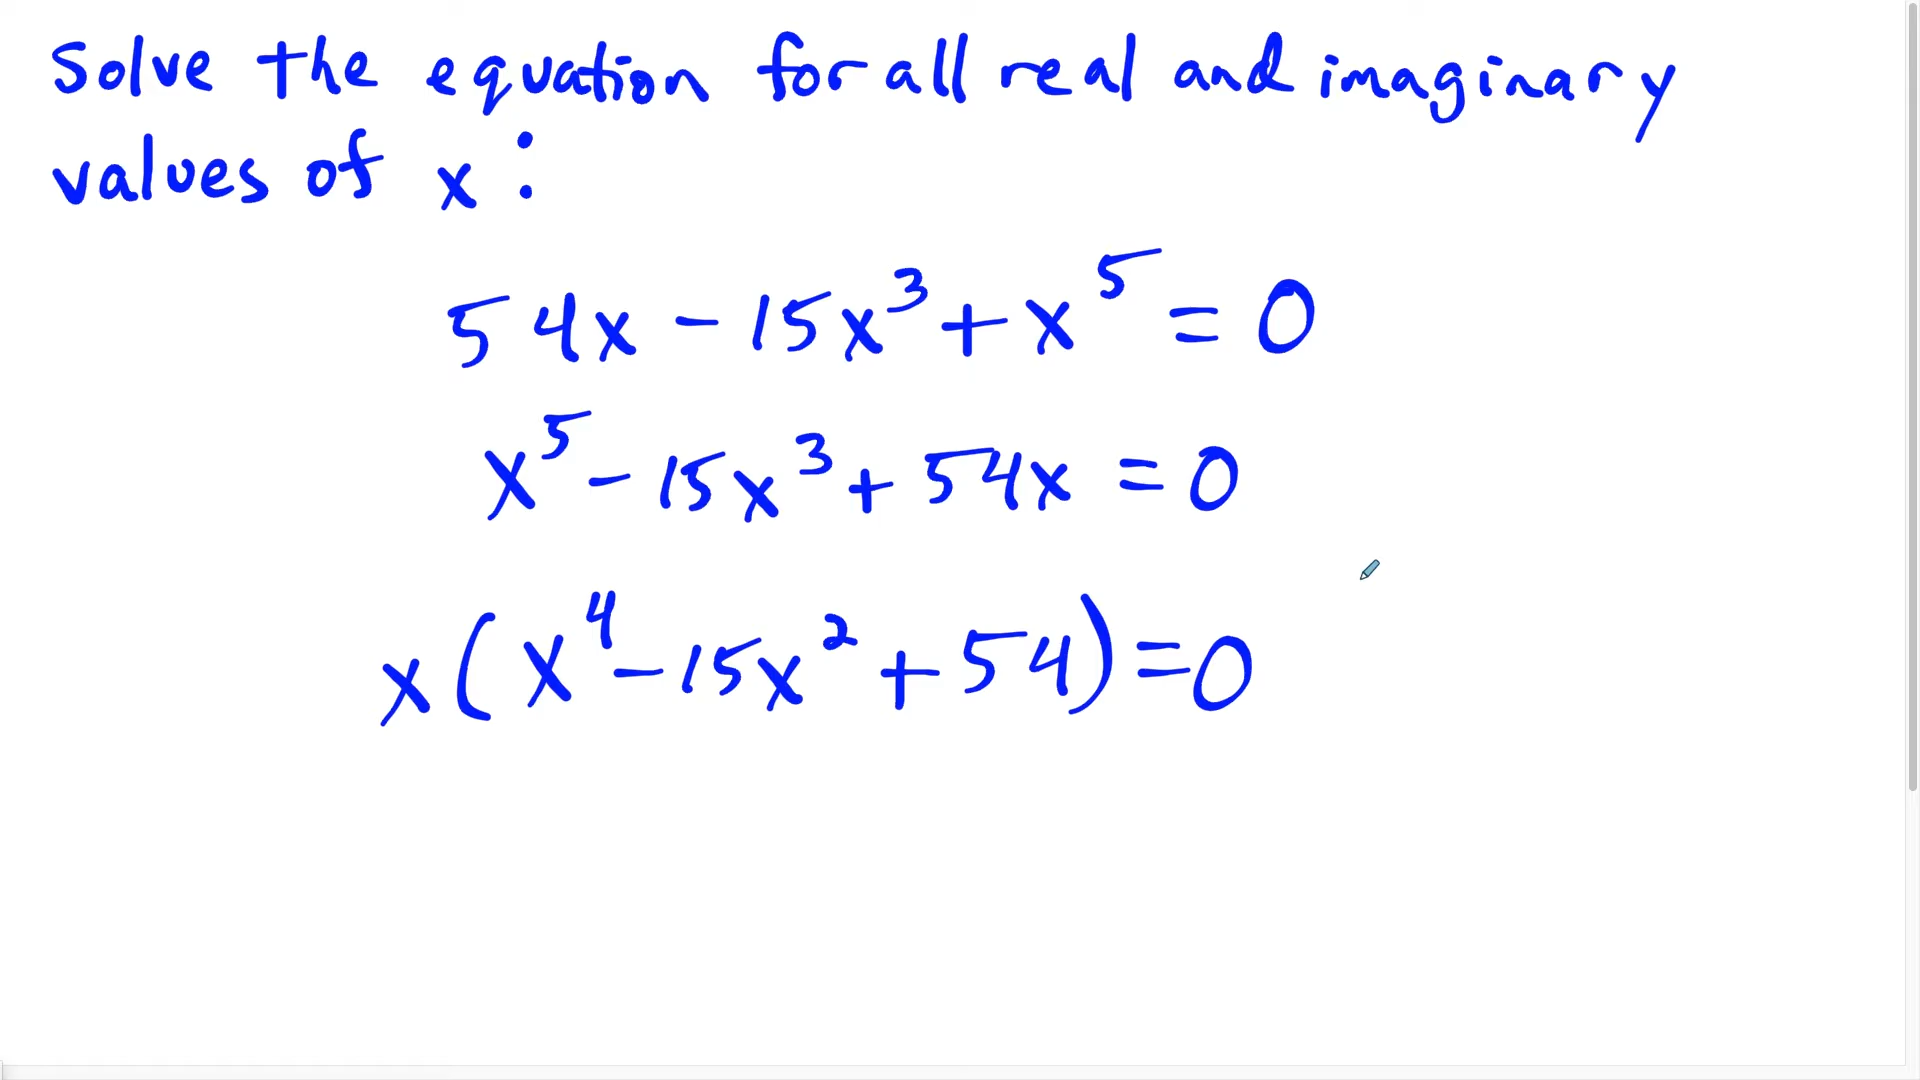 Solve the equation for all real and imaginary
values of x:
54x - 15x³ + x⁵ = 0
x⁵ - 15x³ + 54x = 0
x(x⁴ - 15x² + 54) = 0